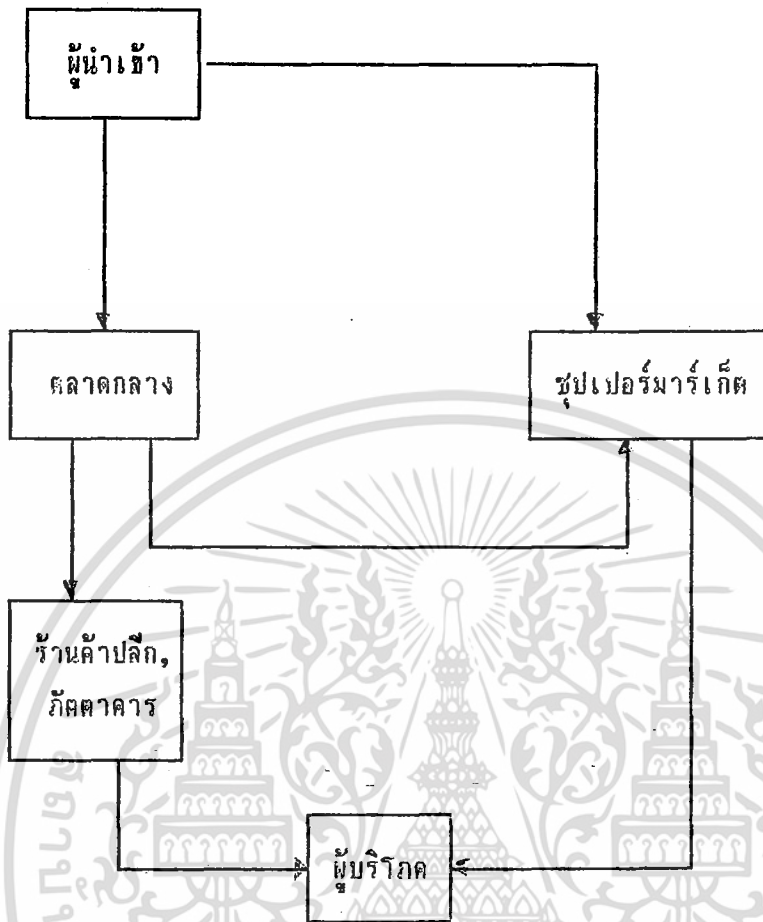 ผู้นำเข้า
ตลาดกลาง
ซุปเปอร์มาร์เก็ต
ร้านค้าปลีก,
ภัตตาคาร
ผู้บริโภค